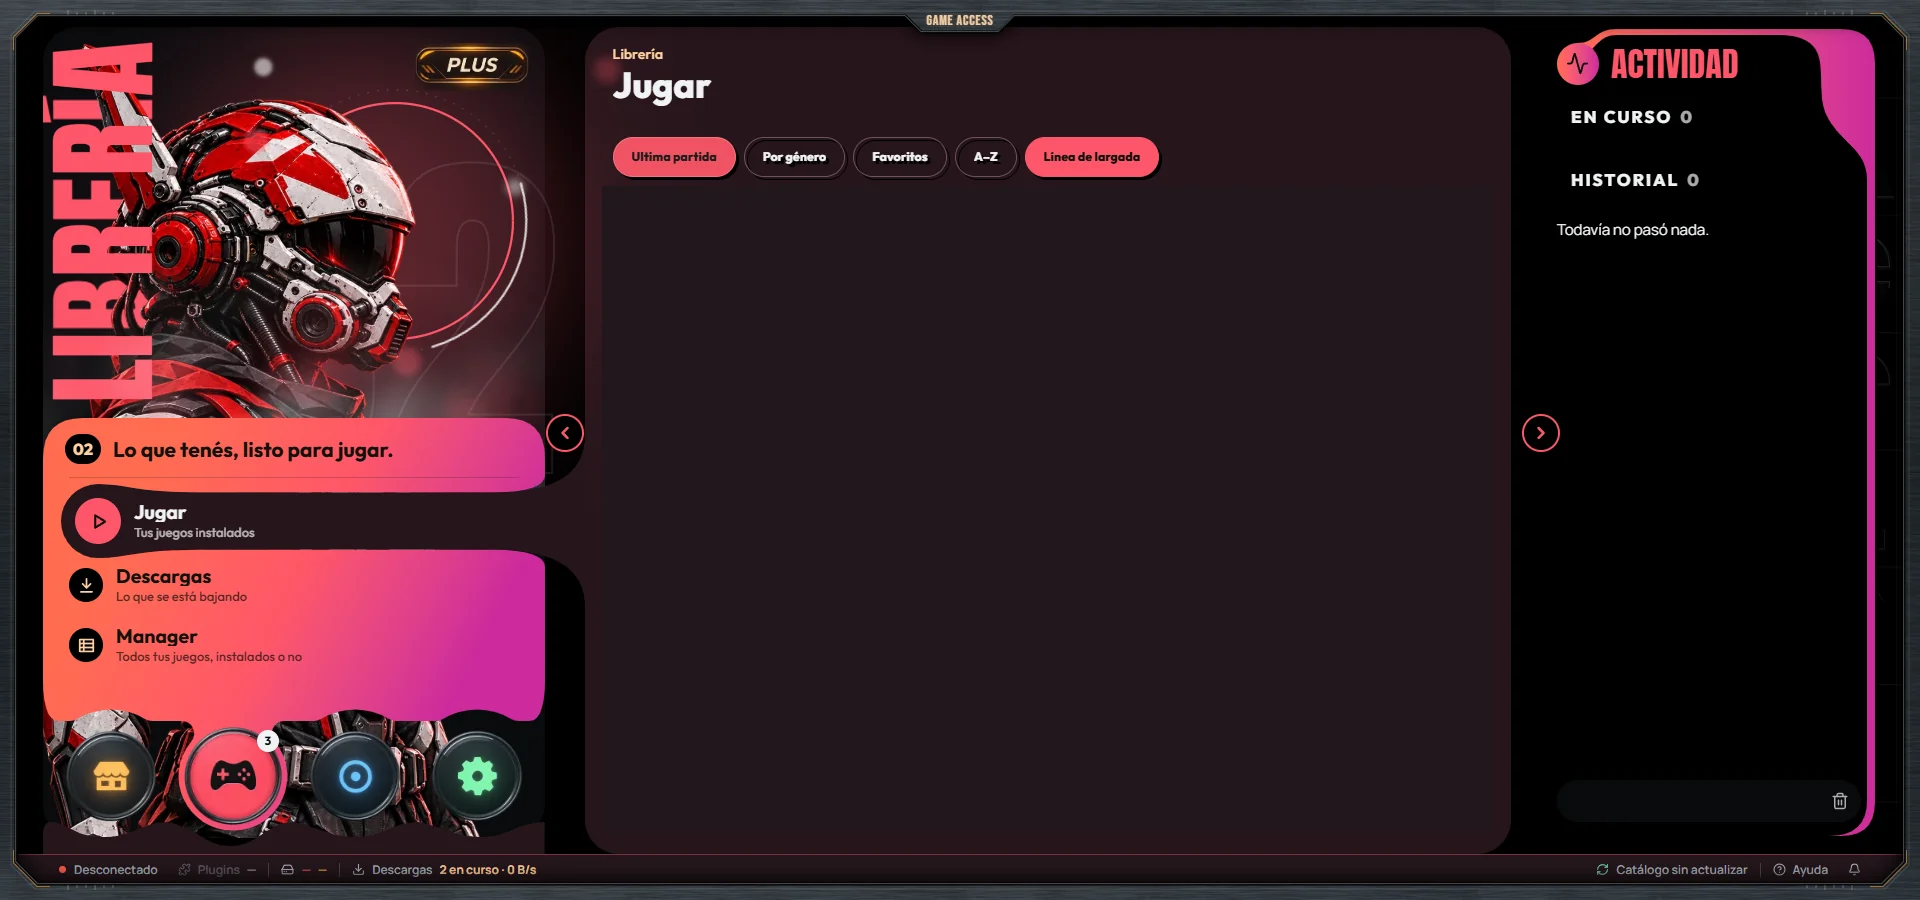 GAME ACCESS
LIBRERÍA
PLUS
02 Lo que tenés, listo para jugar.
Jugar
Tus juegos instalados
Descargas
Lo que se está bajando
Manager
Todos tus juegos, instalados o no
3
Librería
Jugar
Ultima partida Por género Favoritos A–Z Linea de largada
ACTIVIDAD
EN CURSO 0
HISTORIAL 0
Todavía no pasó nada.
Desconectado Plugins — — — Descargas 2 en curso · 0 B/s Catálogo sin actualizar Ayuda